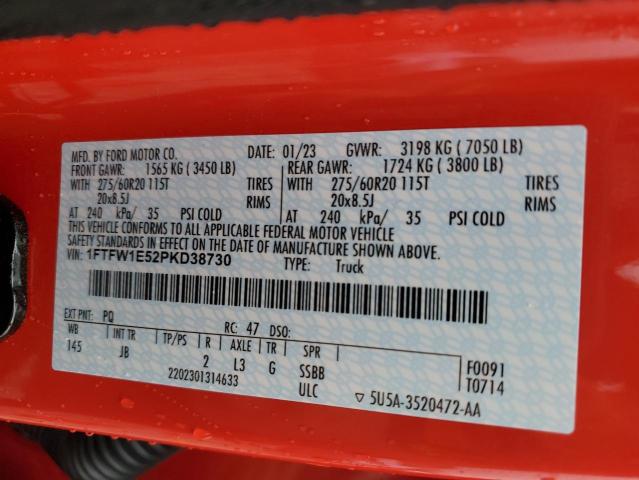 MFD. BY FORD MOTOR CO. DATE: 01/23 GVWR: 3198 KG ( 7050 LB)
FRONT GAWR: 1565 KG ( 3450 LB) REAR GAWR: 1724 KG ( 3800 LB)
WITH 275/60R20 115T TIRES WITH 275/60R20 115T TIRES
20x8.5J RIMS 20x8.5J RIMS
AT 240 kPa/ 35 PSI COLD AT 240 kPa/ 35 PSI COLD
THIS VEHICLE CONFORMS TO ALL APPLICABLE FEDERAL MOTOR VEHICLE
SAFETY STANDARDS IN EFFECT ON THE DATE OF MANUFACTURE SHOWN ABOVE.
VIN: 1FTFW1E52PKD38730 TYPE: Truck
EXT PNT: PQ RC: 47 DSO:
WB INT TR TP/PS R AXLE TR SPR
145 JB 2 L3 G SSBB F0091
2202301314633 ULC T0714
▽ 5U5A-3520472-AA